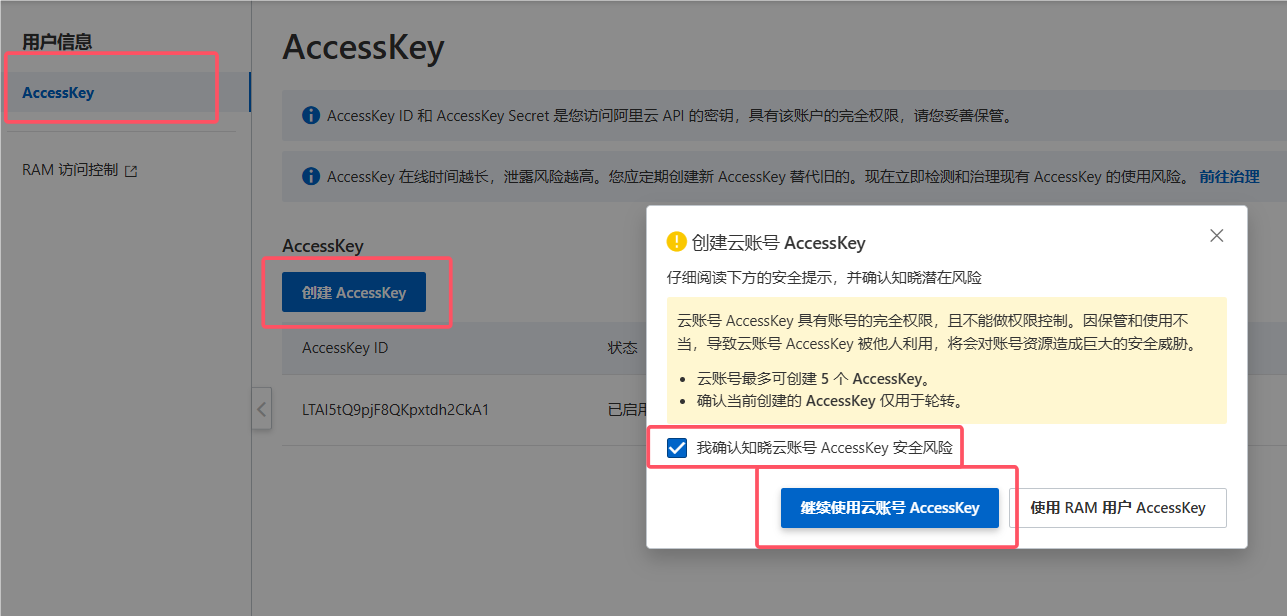 用户信息
AccessKey
RAM 访问控制
AccessKey
AccessKey ID 和 AccessKey Secret 是您访问阿里云 API 的密钥，具有该账户的完全权限，请您妥善保管。
AccessKey 在线时间越长，泄露风险越高。您应定期创建新 AccessKey 替代旧的。现在立即检测和治理现有 AccessKey 的使用风险。 前往治理
AccessKey
创建 AccessKey
AccessKey ID 状态
LTAI5tQ9pjF8QKpxtdh2CkA1 已启用
创建云账号 AccessKey
仔细阅读下方的安全提示，并确认知晓潜在风险
云账号 AccessKey 具有账号的完全权限，且不能做权限控制。因保管和使用不
当，导致云账号 AccessKey 被他人利用，将会对账号资源造成巨大的安全威胁。
• 云账号最多可创建 5 个 AccessKey。
• 确认当前创建的 AccessKey 仅用于轮转。
我确认知晓云账号 AccessKey 安全风险
继续使用云账号 AccessKey
使用 RAM 用户 AccessKey